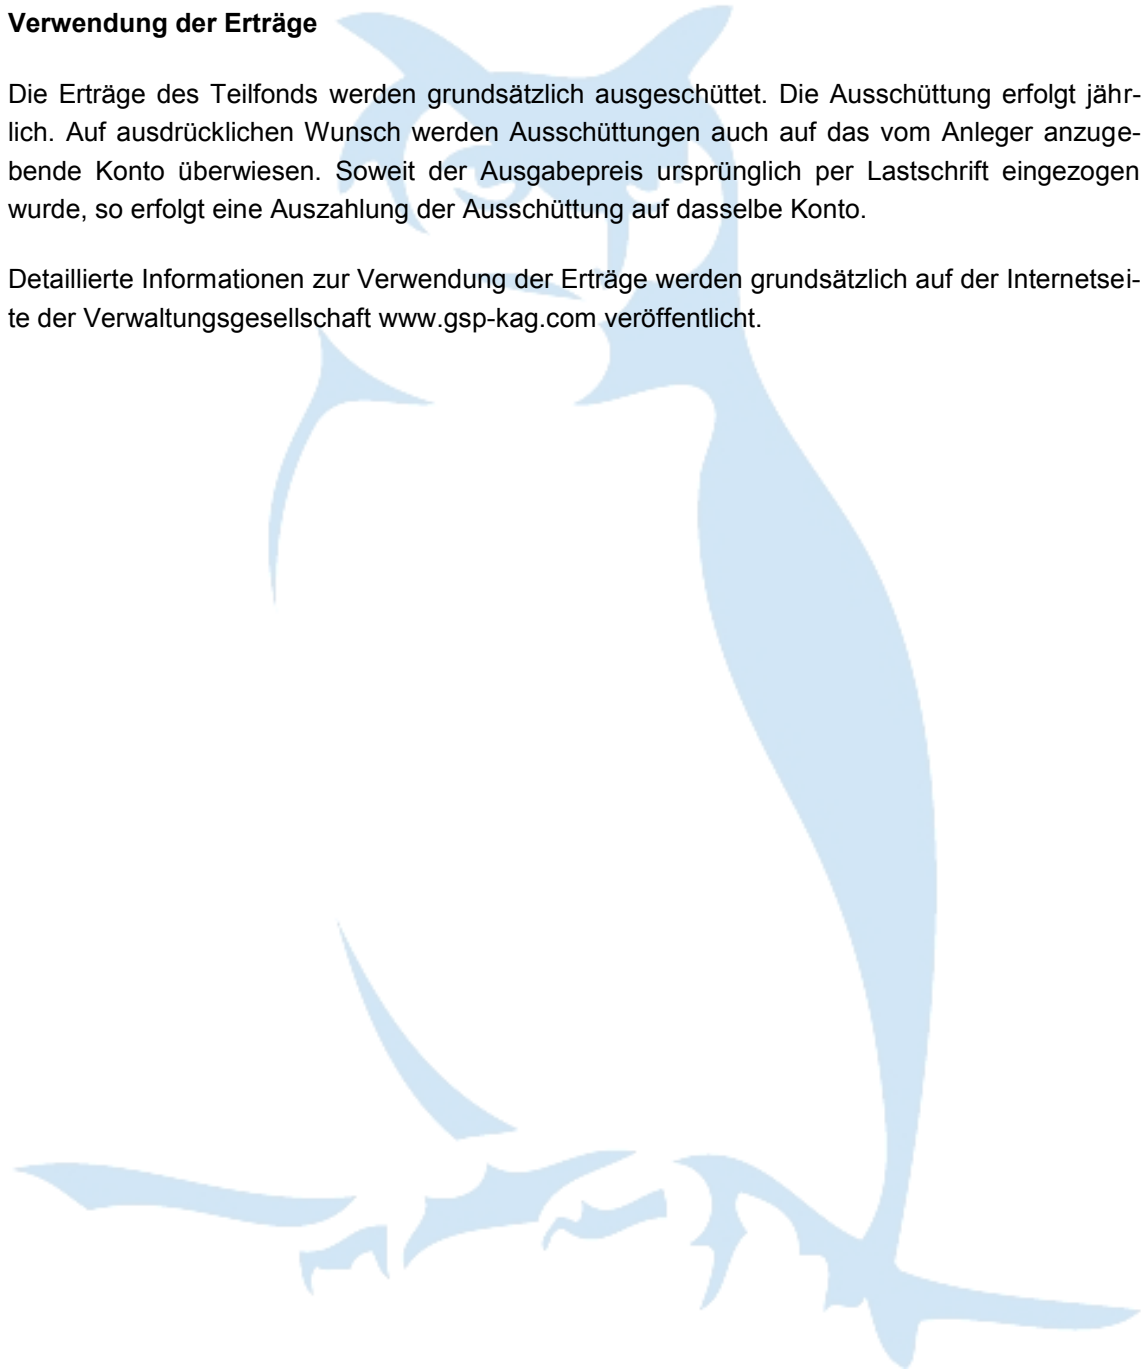 Verwendung der Erträge
Die Erträge des Teilfonds werden grundsätzlich ausgeschüttet. Die Ausschüttung erfolgt jähr-
lich. Auf ausdrücklichen Wunsch werden Ausschüttungen auch auf das vom Anleger anzuge-
bende Konto überwiesen. Soweit der Ausgabepreis ursprünglich per Lastschrift eingezogen
wurde, so erfolgt eine Auszahlung der Ausschüttung auf dasselbe Konto.
Detaillierte Informationen zur Verwendung der Erträge werden grundsätzlich auf der Internetsei-
te der Verwaltungsgesellschaft www.gsp-kag.com veröffentlicht.